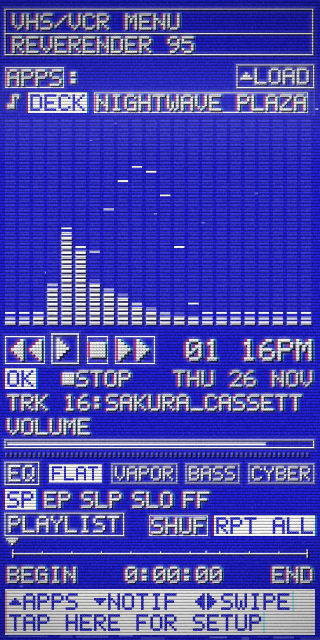 VHS/VCR MENU
REVERENDER 95
APPS: LOAD
DECK NIGHTWAVE PLAZA
01 16PM
OK STOP THU 26 NOV
TRK 16:SAKURA_CASSETT
VOLUME
EQ FLAT VAPOR BASS CYBER
SP EP SLP SLO FF
PLAYLIST SHUF RPT ALL
BEGIN 0:00:00 END
APPS NOTIF SWIPE
TAP HERE FOR SETUP